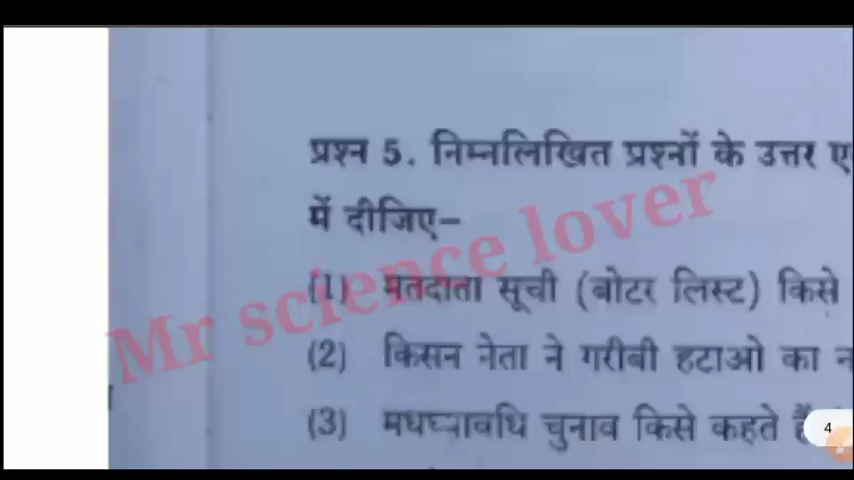 प्रश्न 5. निम्नलिखित प्रश्नों के उत्तर
में दीजिए–
(1) मतदाता सूची (बोटर लिस्ट) किसे
(2) किसन नेता ने गरीबी हटाओ का
(3) मधघ्यावधि चुनाव किसे कहते हैं
Mr science lover
4